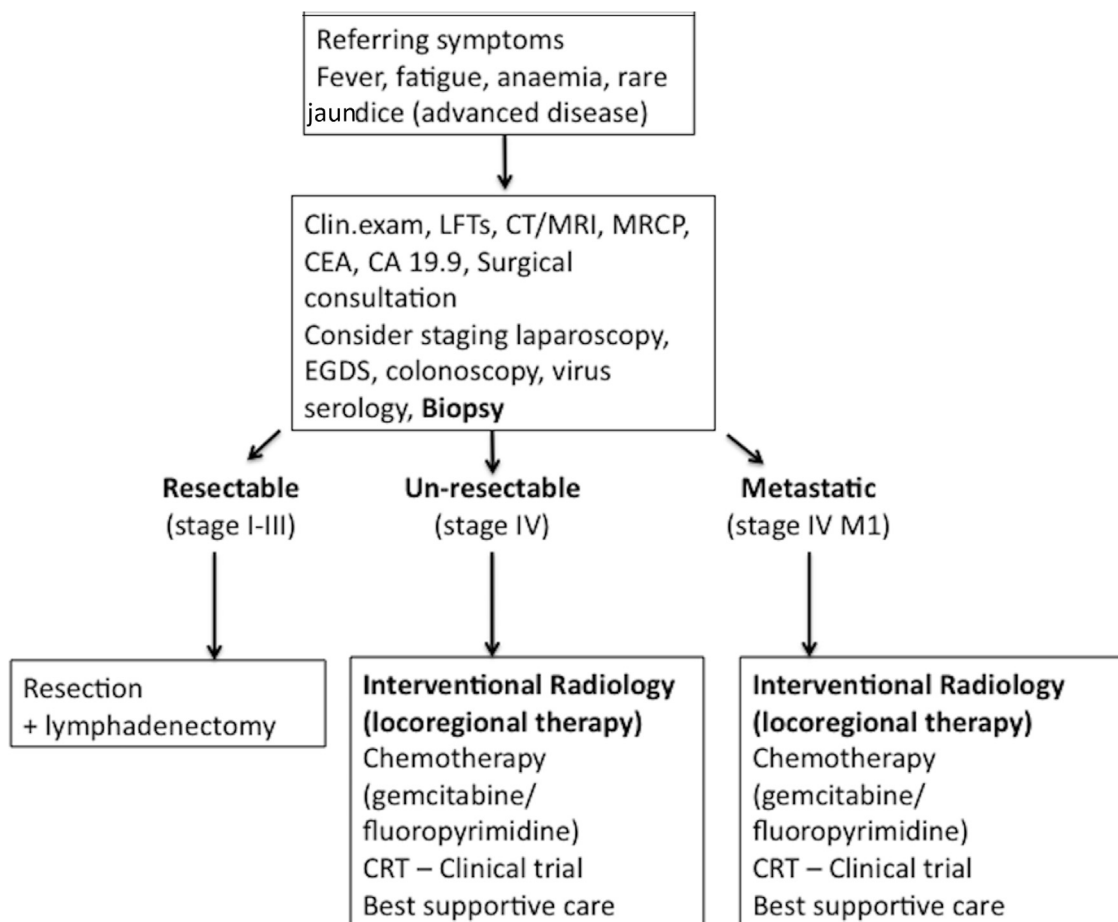 Referring symptoms
Fever, fatigue, anaemia, rare
jaundice (advanced disease)
Clin.exam, LFTs, CT/MRI, MRCP,
CEA, CA 19.9, Surgical
consultation
Consider staging laparoscopy,
EGDS, colonoscopy, virus
serology, Biopsy
Resectable
(stage I-III)
Un-resectable
(stage IV)
Metastatic
(stage IV M1)
Resection
+ lymphadenectomy
Interventional Radiology
(locoregional therapy)
Chemotherapy
(gemcitabine/
fluoropyrimidine)
CRT – Clinical trial
Best supportive care
Interventional Radiology
(locoregional therapy)
Chemotherapy
(gemcitabine/
fluoropyrimidine)
CRT – Clinical trial
Best supportive care